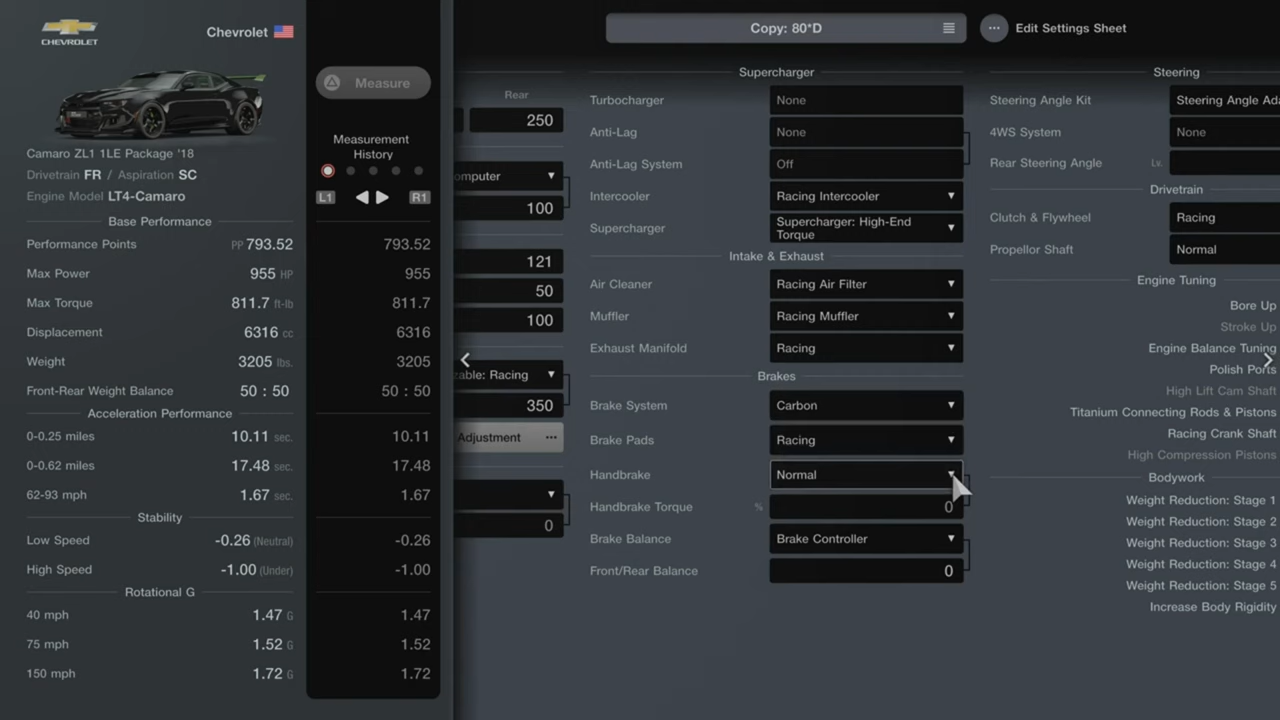 CHEVROLET
Chevrolet
Camaro ZL1 1LE Package '18
Drivetrain FR / Aspiration SC
Engine Model LT4-Camaro
Base Performance
Performance Points PP 793.52
Max Power 955 HP
Max Torque 811.7 ft-lb
Displacement 6316 cc
Weight 3205 lbs.
Front-Rear Weight Balance 50 : 50
Acceleration Performance
0-0.25 miles 10.11 sec.
0-0.62 miles 17.48 sec.
62-93 mph 1.67 sec.
Stability
Low Speed -0.26 (Neutral)
High Speed -1.00 (Under)
Rotational G
40 mph 1.47 G
75 mph 1.52 G
150 mph 1.72 G
Measure
Measurement
History
L1 R1
793.52
955
811.7
6316
3205
50 : 50
10.11
17.48
1.67
-0.26
-1.00
1.47
1.52
1.72
Copy: 80*D
Edit Settings Sheet
Rear
250
omputer
100
121
50
100
zable: Racing
350
Adjustment
0
Supercharger
Turbocharger None
Anti-Lag None
Anti-Lag System Off
Intercooler Racing Intercooler
Supercharger Supercharger: High-End
Torque
Intake & Exhaust
Air Cleaner Racing Air Filter
Muffler Racing Muffler
Exhaust Manifold Racing
Brakes
Brake System Carbon
Brake Pads Racing
Handbrake Normal
Handbrake Torque % 0
Brake Balance Brake Controller
Front/Rear Balance 0
Steering
Steering Angle Kit Steering Angle Ada
4WS System None
Rear Steering Angle Lv.
Drivetrain
Clutch & Flywheel Racing
Propellor Shaft Normal
Engine Tuning
Bore Up
Stroke Up
Engine Balance Tuning
Polish Ports
High Lift Cam Shaft
Titanium Connecting Rods & Pistons
Racing Crank Shaft
High Compression Pistons
Bodywork
Weight Reduction: Stage 1
Weight Reduction: Stage 2
Weight Reduction: Stage 3
Weight Reduction: Stage 4
Weight Reduction: Stage 5
Increase Body Rigidity